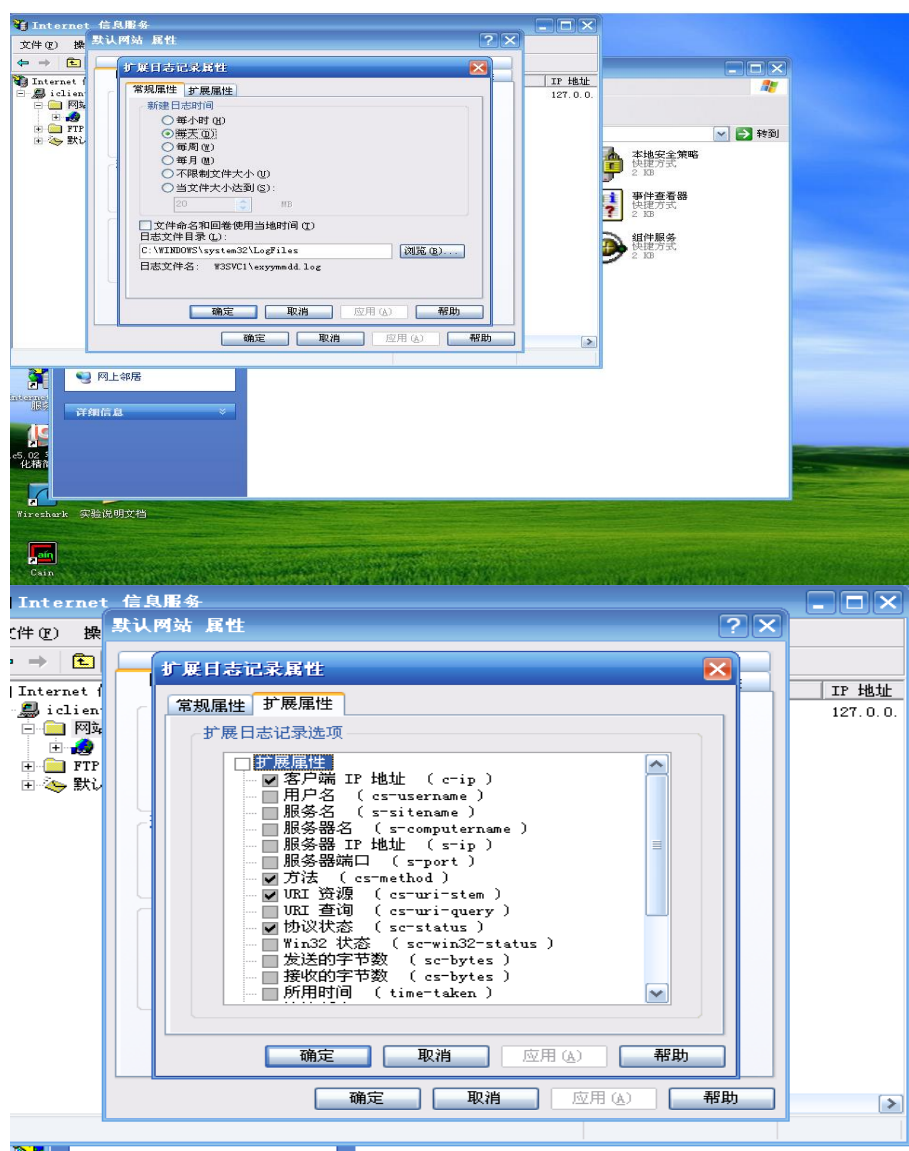 Internet 信息服务
文件(F) 操
默认网站 属性
扩展日志记录属性
常规属性 扩展属性
新建日志时间
每小时(H)
每天(D)
每周(W)
每月(M)
不限制文件大小(U)
当文件大小达到(S):
20 MB
文件命名和回卷使用当地时间(T)
日志文件目录(L):
C:\WINDOWS\system32\LogFiles 浏览(B)...
日志文件名: W3SVC1\exyymmdd.log
确定 取消 应用(A) 帮助
确定 取消 应用(A) 帮助
Internet
iclien
网站
FTP
默认
IP 地址
127.0.0.
转到
本地安全策略
快捷方式
2 KB
事件查看器
快捷方式
2 KB
组件服务
快捷方式
2 KB
网上邻居
详细信息
Wireshark 实验说明文档
Cain
Internet 信息服务
文件(F) 操
默认网站 属性
扩展日志记录属性
常规属性 扩展属性
扩展日志记录选项
扩展属性
客户端 IP 地址 ( c-ip )
用户名 ( cs-username )
服务名 ( s-sitename )
服务器名 ( s-computername )
服务器 IP 地址 ( s-ip )
服务器端口 ( s-port )
方法 ( cs-method )
URI 资源 ( cs-uri-stem )
URI 查询 ( cs-uri-query )
协议状态 ( sc-status )
Win32 状态 ( sc-win32-status )
发送的字节数 ( sc-bytes )
接收的字节数 ( cs-bytes )
所用时间 ( time-taken )
确定 取消 应用(A) 帮助
确定 取消 应用(A) 帮助
Internet
iclien
网站
FTP
默认
IP 地址
127.0.0.